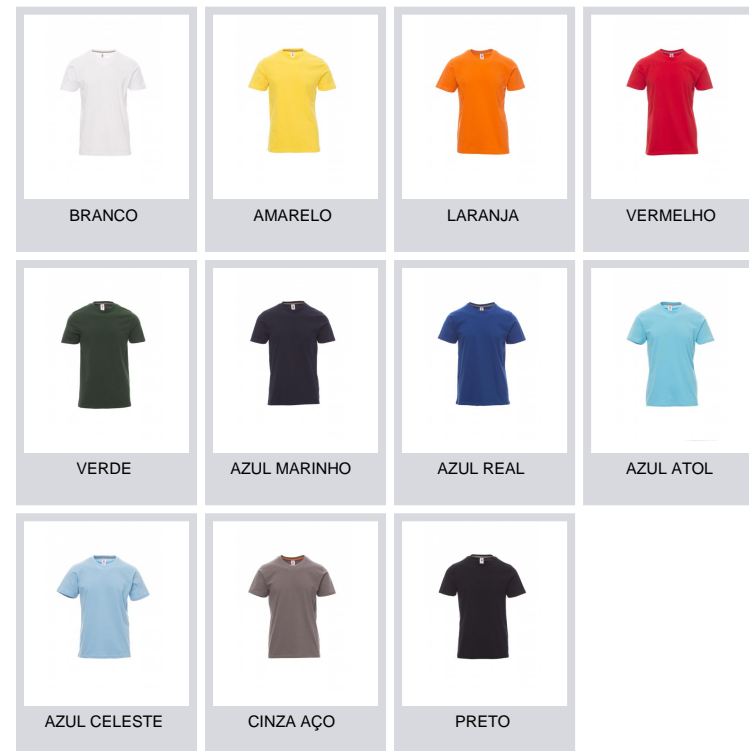 BRANCO
AMARELO
LARANJA
VERMELHO
VERDE
AZUL MARINHO
AZUL REAL
AZUL ATOL
AZUL CELESTE
CINZA AÇO
PRETO